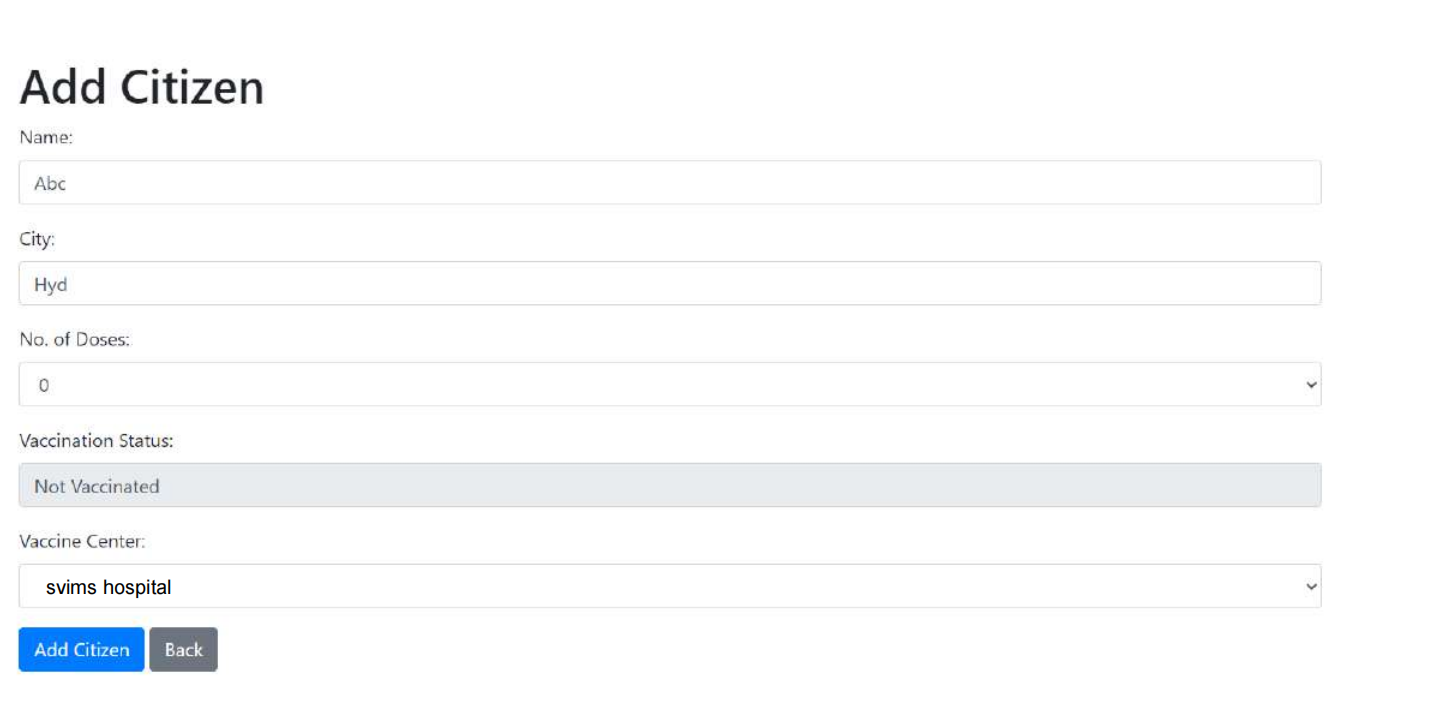 Add Citizen
Name:
Abc
City:
Hyd
No. of Doses:
0
Vaccination Status:
Not Vaccinated
Vaccine Center:
svims hospital
Add Citizen Back